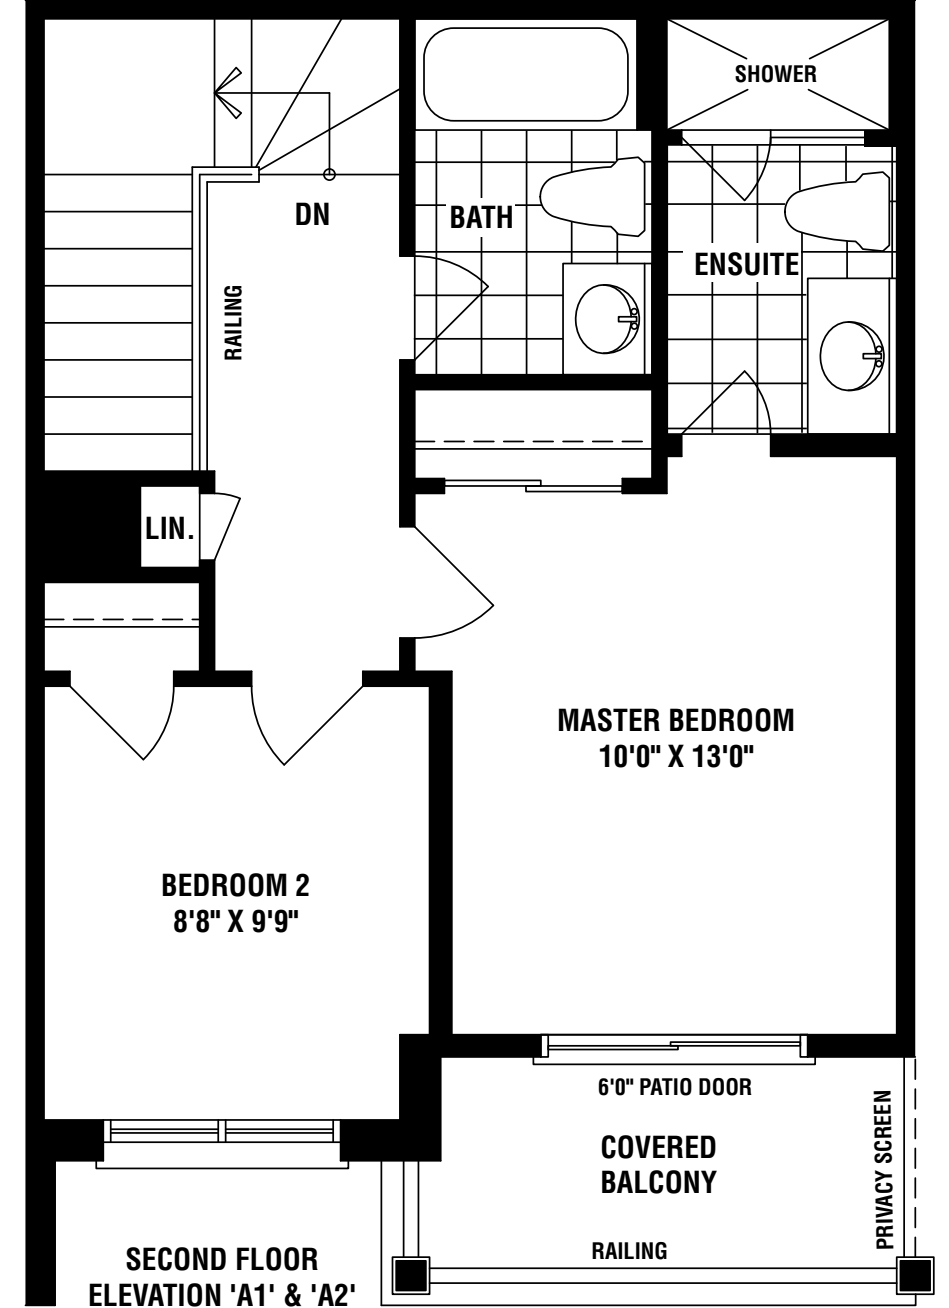 SHOWER
DN
BATH
ENSUITE
RAILING
LIN.
MASTER BEDROOM
10'0" X 13'0"
BEDROOM 2
8'8" X 9'9"
6'0" PATIO DOOR
COVERED
BALCONY
PRIVACY SCREEN
RAILING
SECOND FLOOR
ELEVATION 'A1' & 'A2'